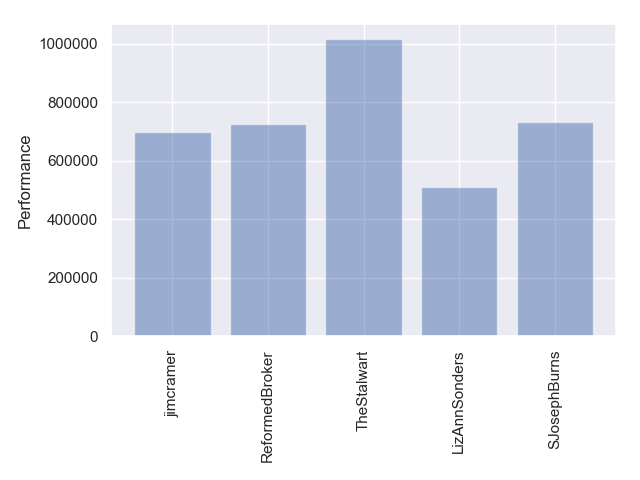 1000000
800000
600000
400000
200000
0
Performance
jimcramer
ReformedBroker
TheStalwart
LizAnnSonders
SJosephBurns